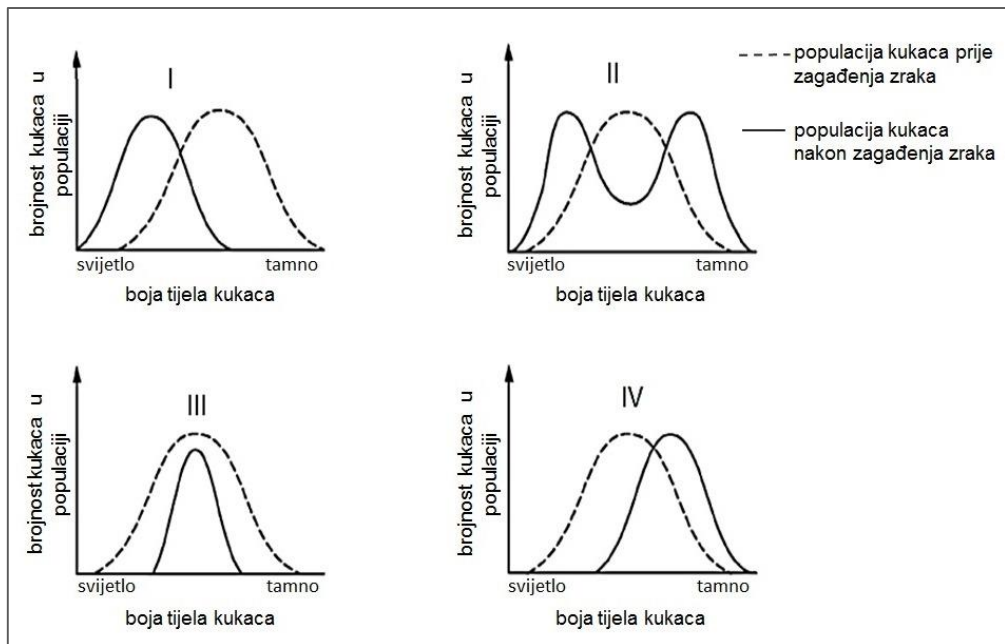 I
brojnost kukaca u
populaciji
svijetlo
tamno
boja tijela kukaca
II
brojnost kukaca u
populaciji
svijetlo
tamno
boja tijela kukaca
populacija kukaca prije
zagađenja zraka
populacija kukaca
nakon zagađenja zraka
III
brojnost kukaca u
populaciji
svijetlo
tamno
boja tijela kukaca
IV
brojnost kukaca u
populaciji
svijetlo
tamno
boja tijela kukaca